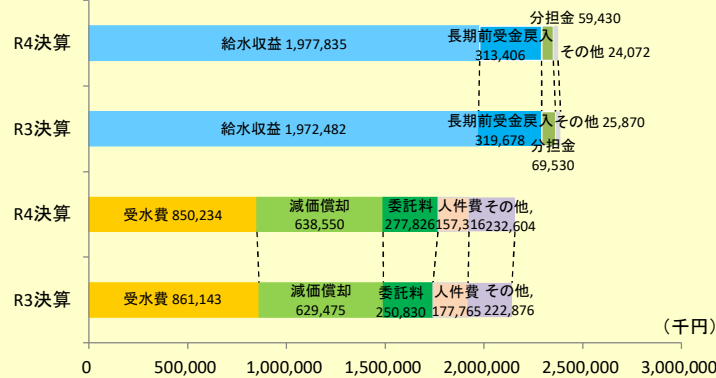 分担金 59,430
R4決算
給水収益 1,977,835
長期前受金戻入
313,406
その他 24,072
R3決算
給水収益 1,972,482
長期前受金戻入
319,678
その他 25,870
分担金
69,530
R4決算
受水費 850,234
減価償却
638,550
委託料
277,826
人件費
157,316
その他,
232,604
R3決算
受水費 861,143
減価償却
629,475
委託料
250,830
人件費
177,765
その他,
222,876
（千円）
0
500,000
1,000,000
1,500,000
2,000,000
2,500,000
3,000,000